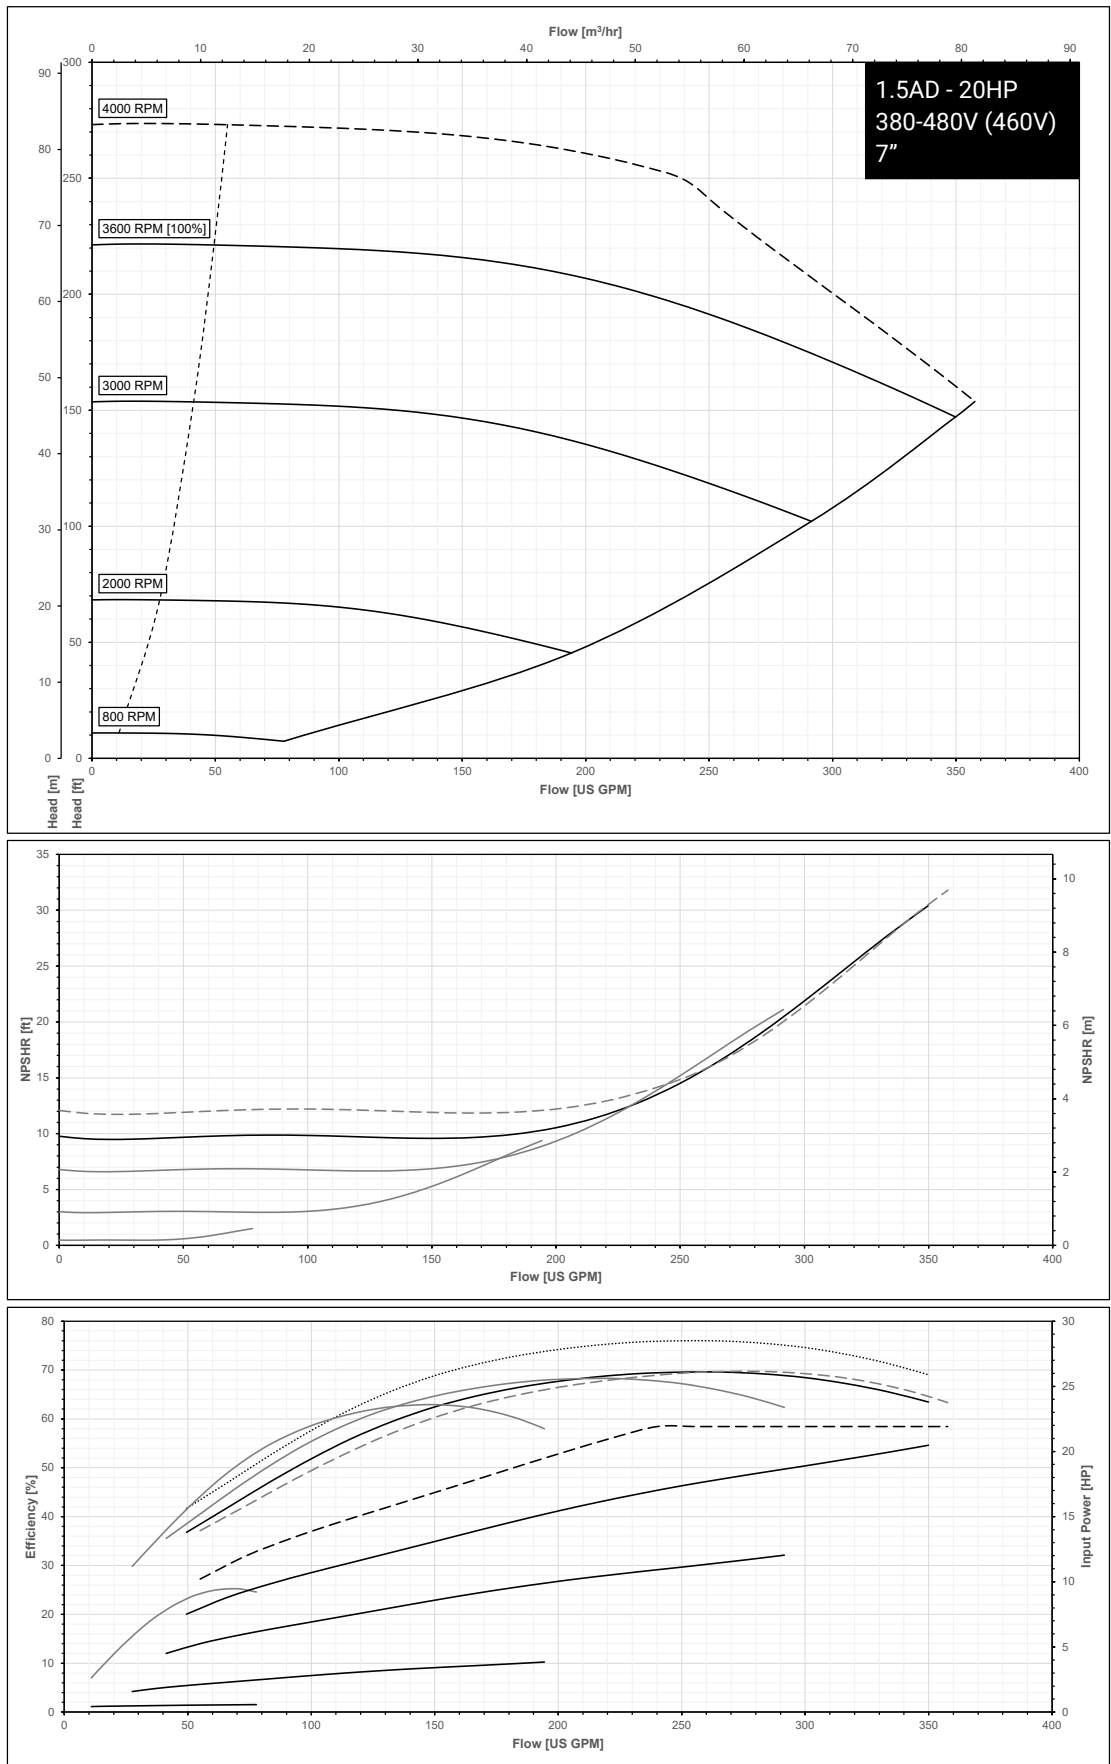 Flow [m³/hr]
0 10 20 30 40 50 60 70 80 90
300
90
1.5AD - 20HP
380-480V (460V)
7”
4000 RPM
80
250
70
3600 RPM [100%]
60
200
50
3000 RPM
150
40
30
100
2000 RPM
20
50
10
800 RPM
0 0
0 50 100 150 200 250 300 350 400
Flow [US GPM]
Head [m]
Head [ft]
35
10
30
8
25
20
6
NPSHR [ft]
NPSHR [m]
15
4
10
2
5
0 0
0 50 100 150 200 250 300 350 400
Flow [US GPM]
80 30
70
25
60
20
50
Efficiency [%]
Input Power [HP]
40
15
30
10
20
5
10
0 0
0 50 100 150 200 250 300 350 400
Flow [US GPM]